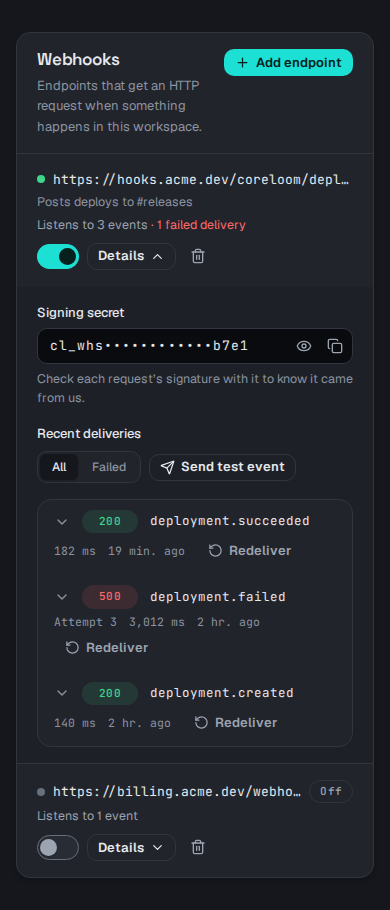 Webhooks
Add endpoint
Endpoints that get an HTTP
request when something
happens in this workspace.
https://hooks.acme.dev/coreloom/depl…
Posts deploys to #releases
Listens to 3 events · 1 failed delivery
Details
Signing secret
cl_whs••••••••••••b7e1
Check each request's signature with it to know it came
from us.
Recent deliveries
All Failed Send test event
200 deployment.succeeded
182 ms 19 min. ago Redeliver
500 deployment.failed
Attempt 3 3,012 ms 2 hr. ago
Redeliver
200 deployment.created
140 ms 2 hr. ago Redeliver
https://billing.acme.dev/webho… Off
Listens to 1 event
Details